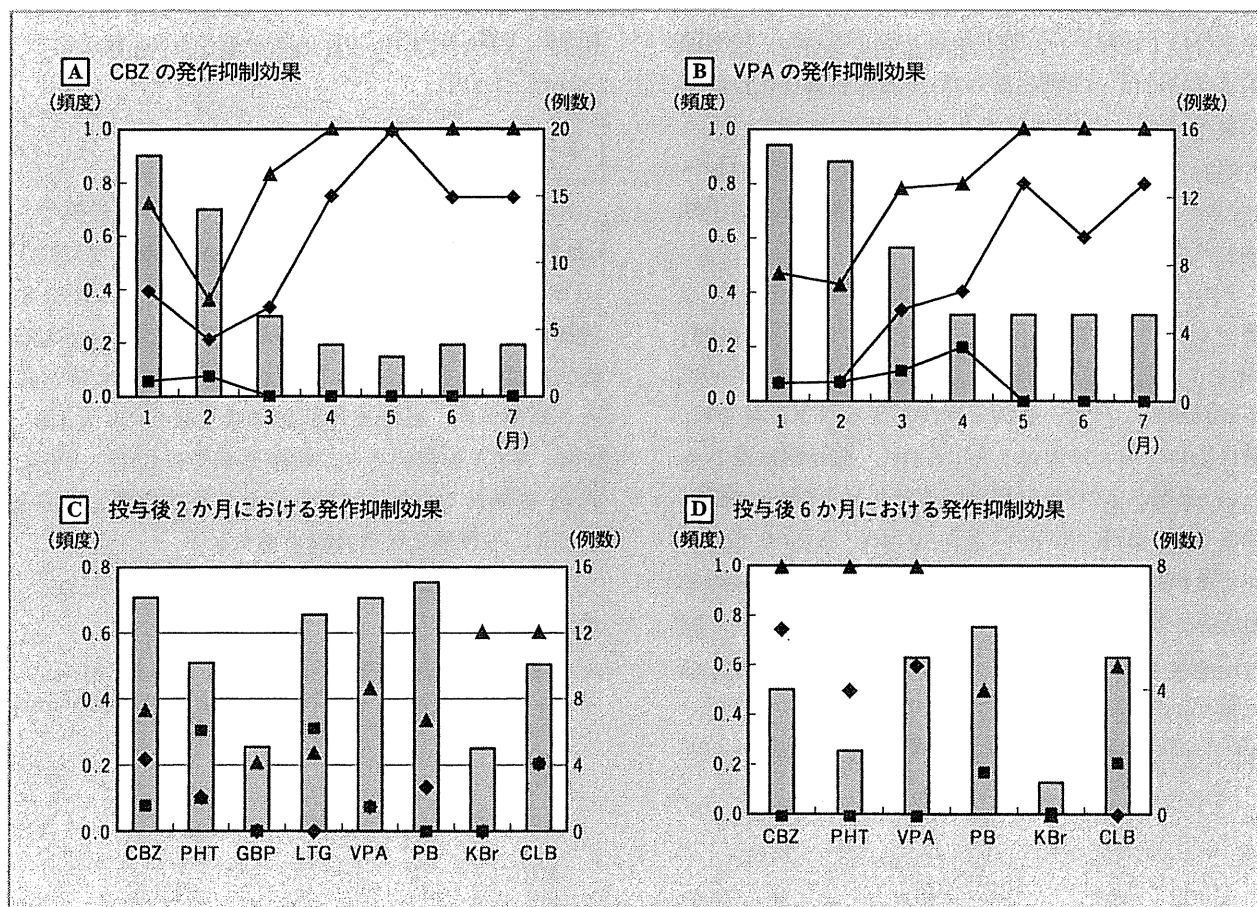 A CBZ の発作抑制効果
(頻度) (例数)
1.0 20
0.8 15
0.6
0.4 10
0.2 5
0.0 0
1 2 3 4 5 6 7
(月)
B VPA の発作抑制効果
(頻度) (例数)
1.0 16
0.8 12
0.6
0.4 8
0.2 4
0.0 0
1 2 3 4 5 6 7
(月)
C 投与後 2 か月における発作抑制効果
(頻度) (例数)
0.8 16
0.6 12
0.4 8
0.2 4
0.0 0
CBZ PHT GBP LTG VPA PB KBr CLB
D 投与後 6 か月における発作抑制効果
(頻度) (例数)
1.0 8
0.8
0.6
0.4 4
0.2
0.0 0
CBZ PHT VPA PB KBr CLB